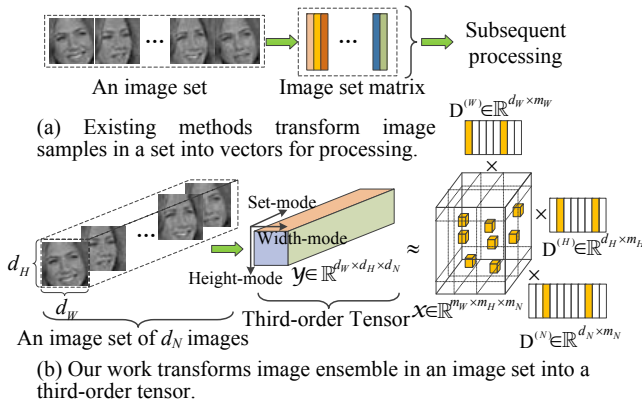 An image set
Image set matrix
Subsequent
processing
(a) Existing methods transform image
samples in a set into vectors for processing.
D^(W)∈ℝ^{d_W×m_W}
×
Set-mode
Width-mode
Height-mode
𝒴∈ℝ^{d_W×d_H×d_N}
≈
×
D^(H)∈ℝ^{d_H×m_H}
×
d_H
d_W
An image set of d_N images
Third-order Tensor
𝒳∈ℝ^{m_W×m_H×m_N}
D^(N)∈ℝ^{d_N×m_N}
(b) Our work transforms image ensemble in an image set into a
third-order tensor.